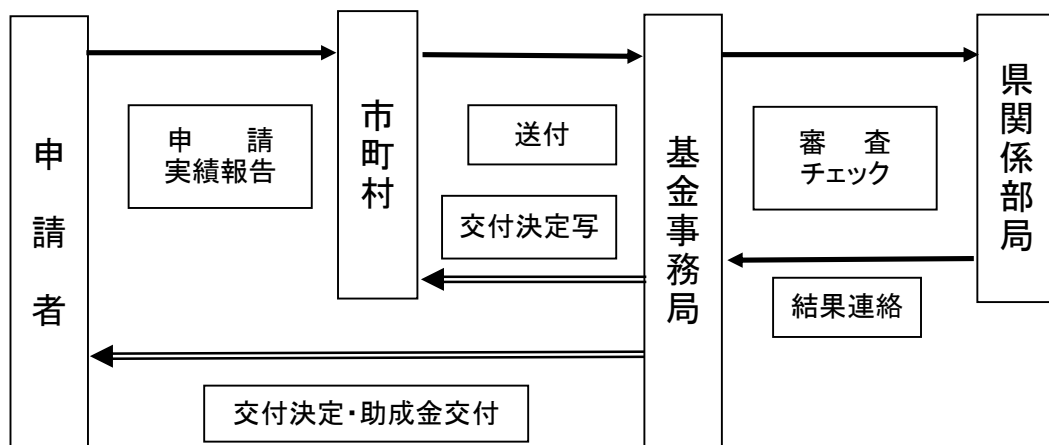 申請者
申　　請
実績報告
市町村
送付
交付決定写
基金事務局
審　査
チェック
結果連絡
県関係部局
交付決定・助成金交付